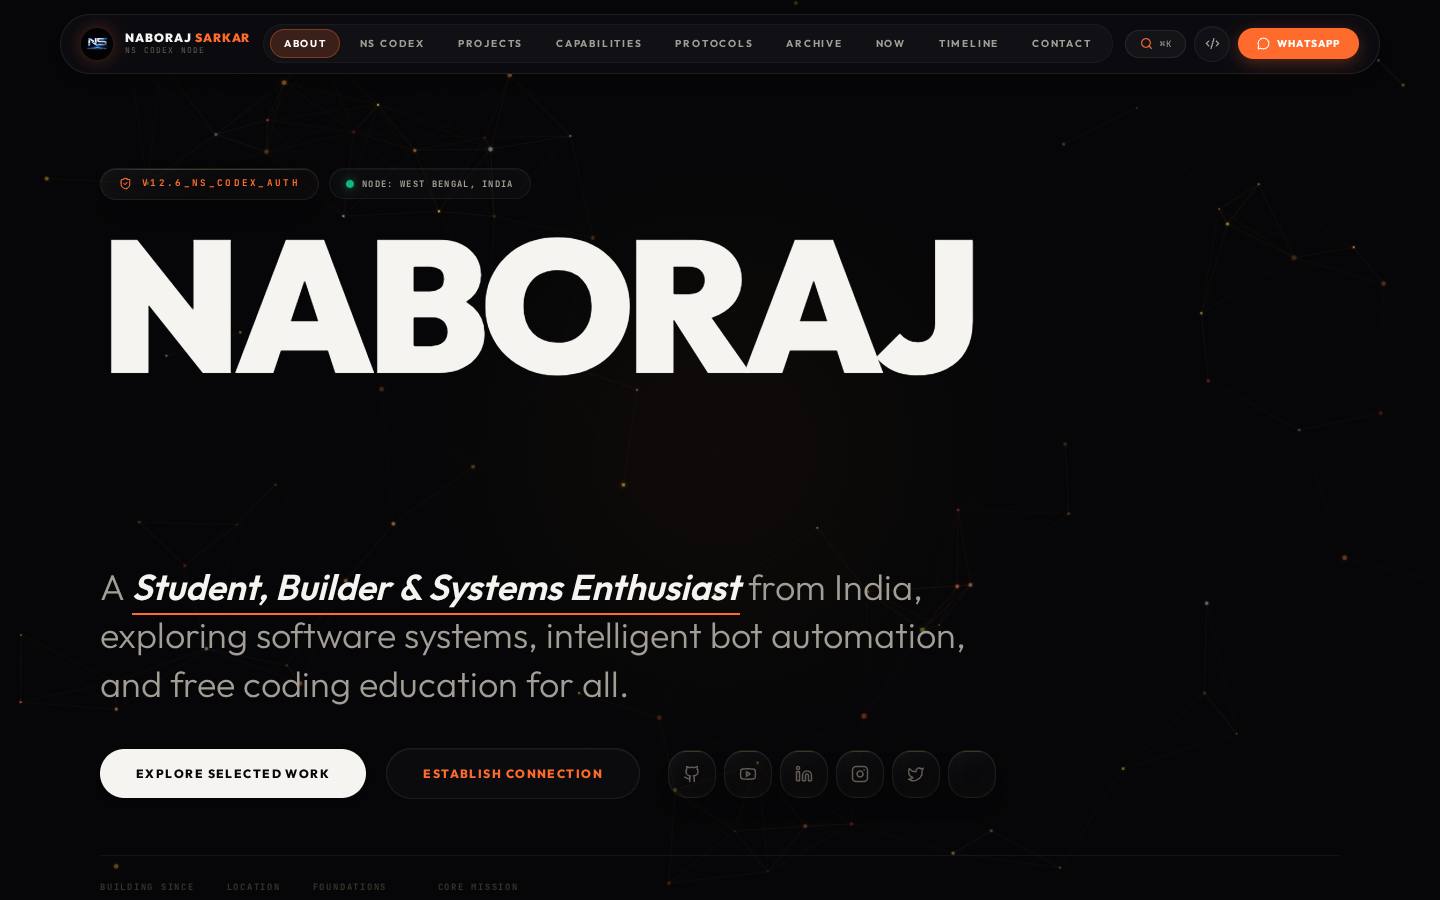 NABORAJ SARKAR
NS CODEX NODE
ABOUT
NS CODEX
PROJECTS
CAPABILITIES
PROTOCOLS
ARCHIVE
NOW
TIMELINE
CONTACT
⌘K
WHATSAPP
V12.6_NS_CODEX_AUTH
NODE: WEST BENGAL, INDIA
NABORAJ
A Student, Builder & Systems Enthusiast from India,
exploring software systems, intelligent bot automation,
and free coding education for all.
EXPLORE SELECTED WORK
ESTABLISH CONNECTION
BUILDING SINCE
LOCATION
FOUNDATIONS
CORE MISSION